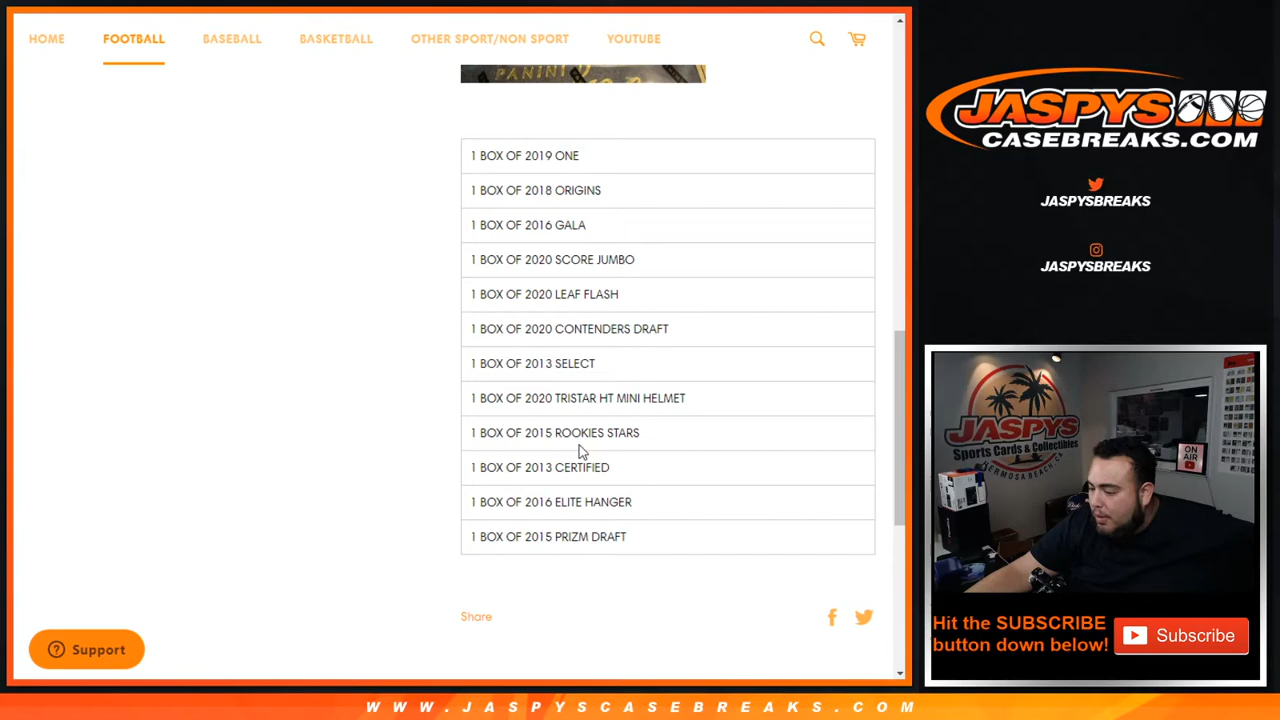 HOME FOOTBALL BASEBALL BASKETBALL OTHER SPORT/NON SPORT YOUTUBE
PANINI
1 BOX OF 2019 ONE
1 BOX OF 2018 ORIGINS
1 BOX OF 2016 GALA
1 BOX OF 2020 SCORE JUMBO
1 BOX OF 2020 LEAF FLASH
1 BOX OF 2020 CONTENDERS DRAFT
1 BOX OF 2013 SELECT
1 BOX OF 2020 TRISTAR HT MINI HELMET
1 BOX OF 2015 ROOKIES STARS
1 BOX OF 2013 CERTIFIED
1 BOX OF 2016 ELITE HANGER
1 BOX OF 2015 PRIZM DRAFT
Share
Support
JASPYS
CASEBREAKS.COM
JASPYSBREAKS
JASPYSBREAKS
JASPYS
Sports Cards & Collectibles
HERMOSA BEACH, CA
ON
AIR
Hit the SUBSCRIBE
button down below!
Subscribe
WWW.JASPYSCASEBREAKS.COM